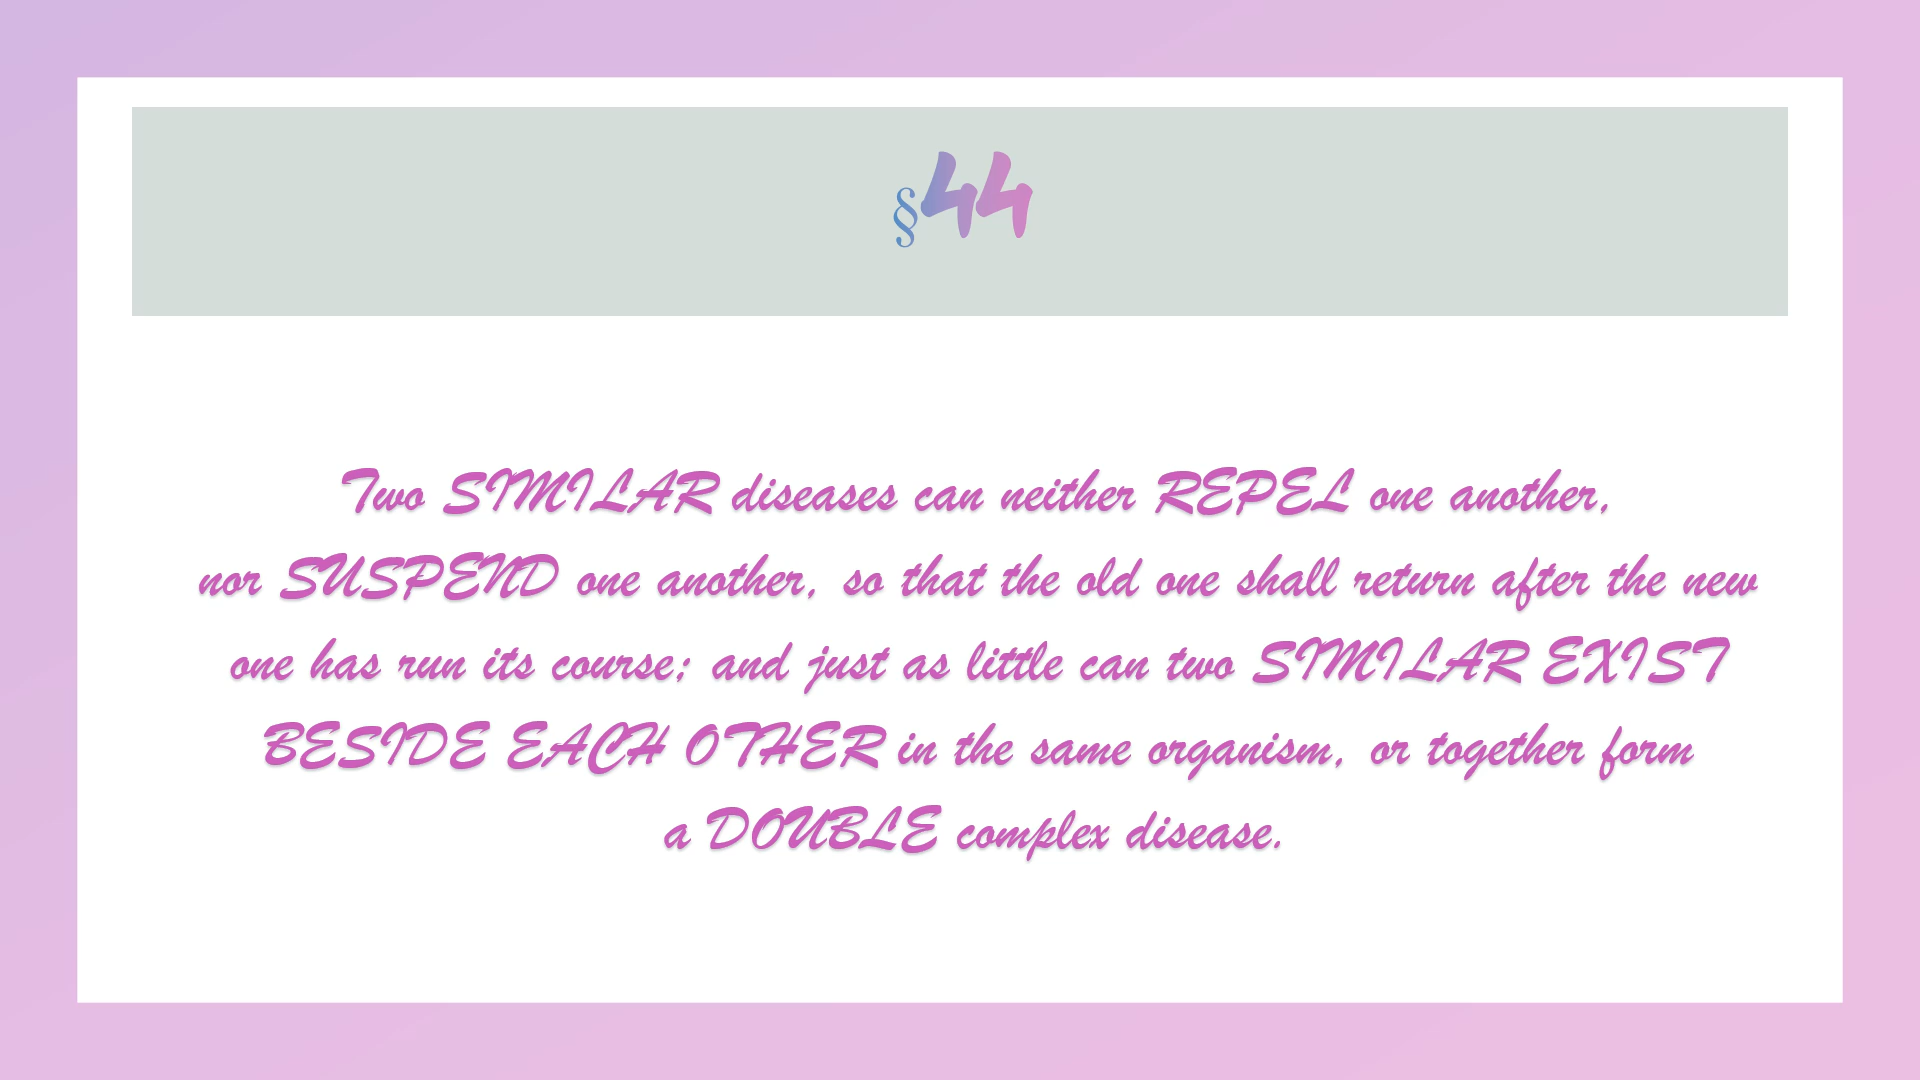 §44
Two SIMILAR diseases can neither REPEL one another,
nor SUSPEND one another, so that the old one shall return after the new
one has run its course; and just as little can two SIMILAR EXIST
BESIDE EACH OTHER in the same organism, or together form
a DOUBLE complex disease.